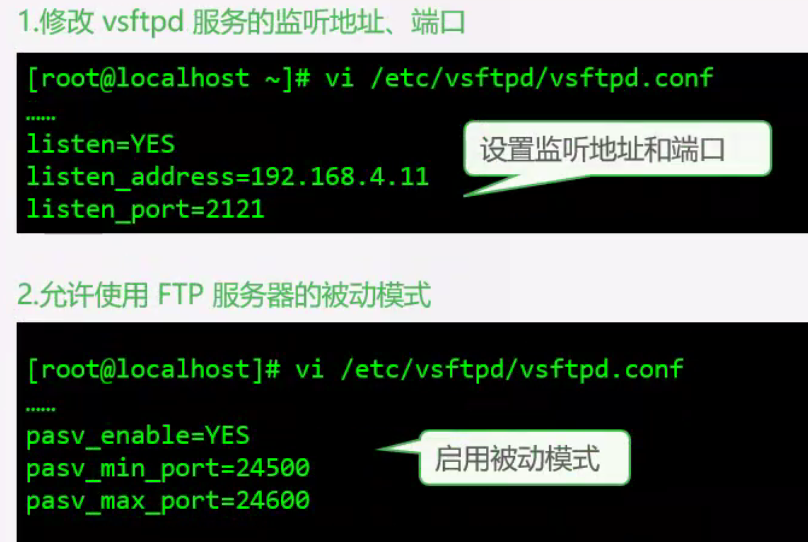 1.修改 vsftpd 服务的监听地址、端口
[root@localhost ~]# vi /etc/vsftpd/vsftpd.conf
……
listen=YES
设置监听地址和端口
listen_address=192.168.4.11
listen_port=2121
2.允许使用 FTP 服务器的被动模式
[root@localhost]# vi /etc/vsftpd/vsftpd.conf
……
pasv_enable=YES
启用被动模式
pasv_min_port=24500
pasv_max_port=24600